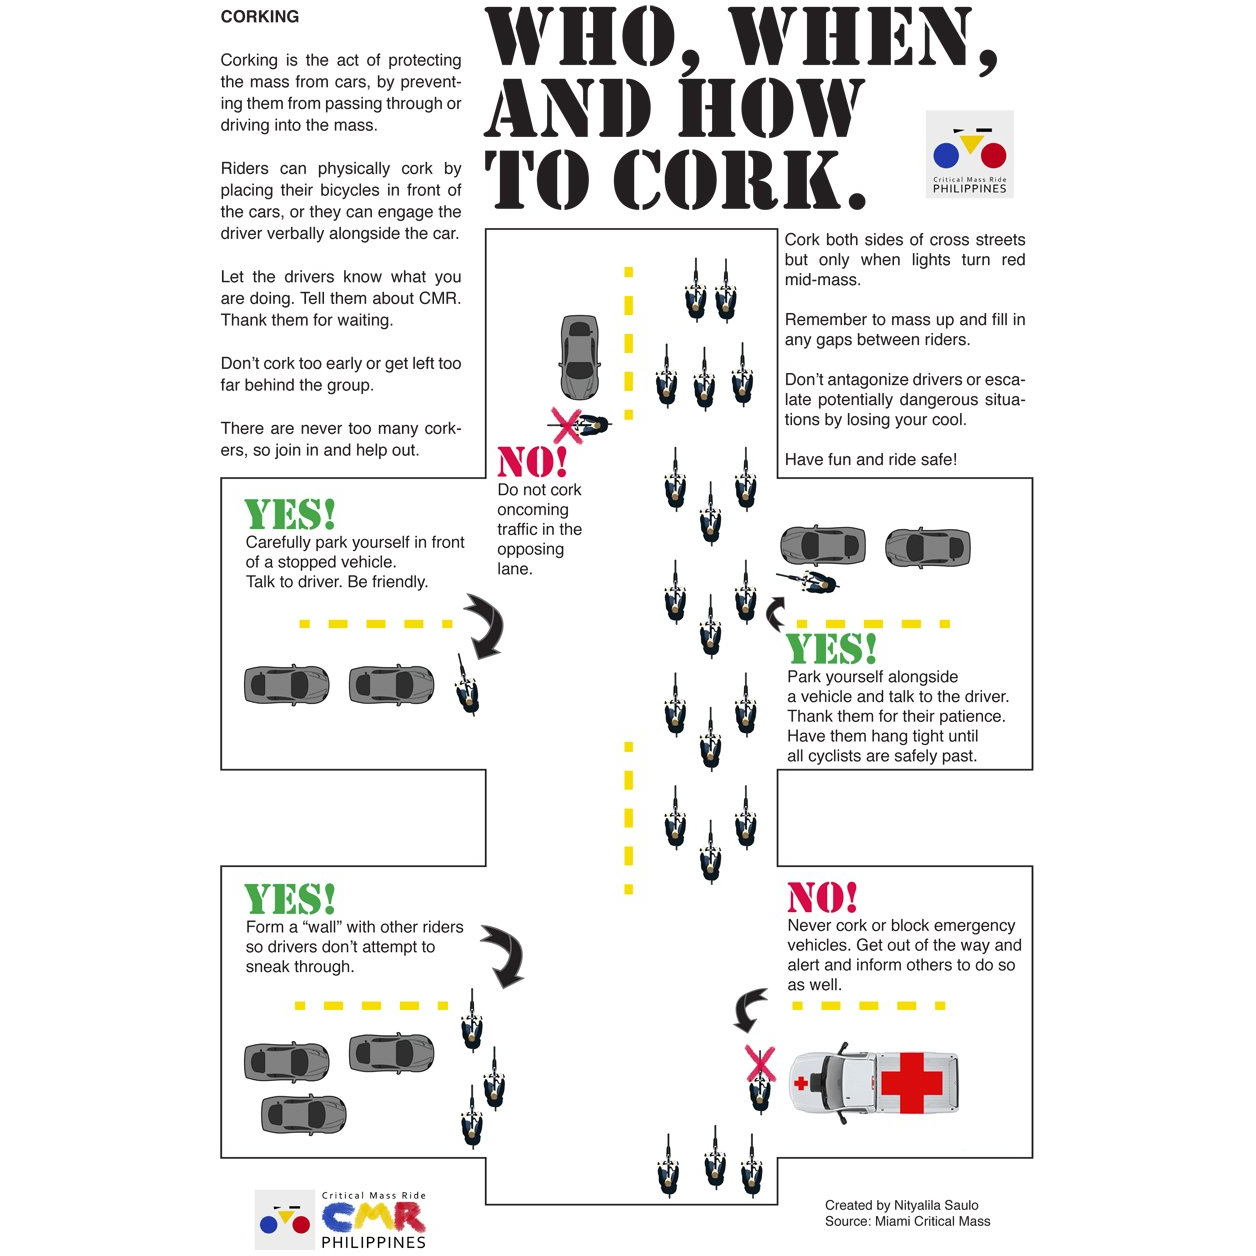 CORKING
Corking is the act of protecting
the mass from cars, by prevent-
ing them from passing through or
driving into the mass.
Riders can physically cork by
placing their bicycles in front of
the cars, or they can engage the
driver verbally alongside the car.
Let the drivers know what you
are doing. Tell them about CMR.
Thank them for waiting.
Don't cork too early or get left too
far behind the group.
There are never too many cork-
ers, so join in and help out.
WHO, WHEN,
AND HOW
TO CORK.
Critical Mass Ride
PHILIPPINES
Cork both sides of cross streets
but only when lights turn red
mid-mass.
Remember to mass up and fill in
any gaps between riders.
Don't antagonize drivers or esca-
late potentially dangerous situa-
tions by losing your cool.
Have fun and ride safe!
NO!
Do not cork
oncoming
traffic in the
opposing
lane.
YES!
Carefully park yourself in front
of a stopped vehicle.
Talk to driver. Be friendly.
YES!
Park yourself alongside
a vehicle and talk to the driver.
Thank them for their patience.
Have them hang tight until
all cyclists are safely past.
YES!
Form a “wall” with other riders
so drivers don't attempt to
sneak through.
NO!
Never cork or block emergency
vehicles. Get out of the way and
alert and inform others to do so
as well.
Critical Mass Ride
CMR
PHILIPPINES
Created by Nityalila Saulo
Source: Miami Critical Mass